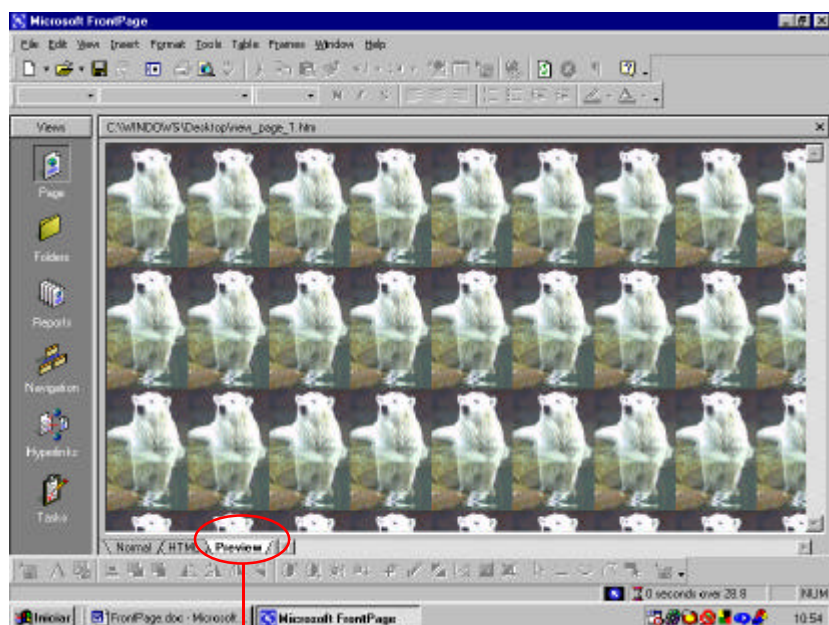 Microsoft FrontPage
File Edit View Insert Format Tools Table Frames Window Help
N I S
Views
C:\WINDOWS\Desktop\view_page_1.htm
Page
Folders
Reports
Navigation
Hyperlinks
Tasks
Normal HTML Preview
0 seconds over 28.8 NUM
Iniciar FrontPage.doc - Microsoft... Microsoft FrontPage 10:54